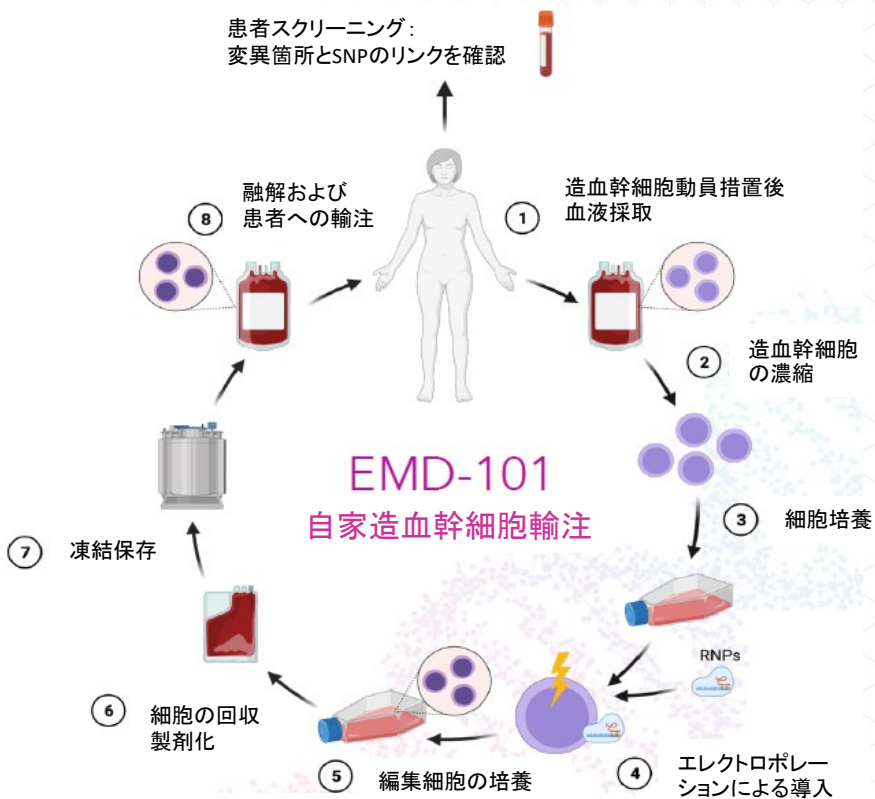 患者スクリーニング：
変異箇所とSNPのリンクを確認
1
造血幹細胞動員措置後
血液採取
2
造血幹細胞
の濃縮
3
細胞培養
RNPs
4
エレクトロポレー
ションによる導入
5
編集細胞の培養
6
細胞の回収
製剤化
7
凍結保存
8
融解および
患者への輸注
EMD-101
自家造血幹細胞輸注